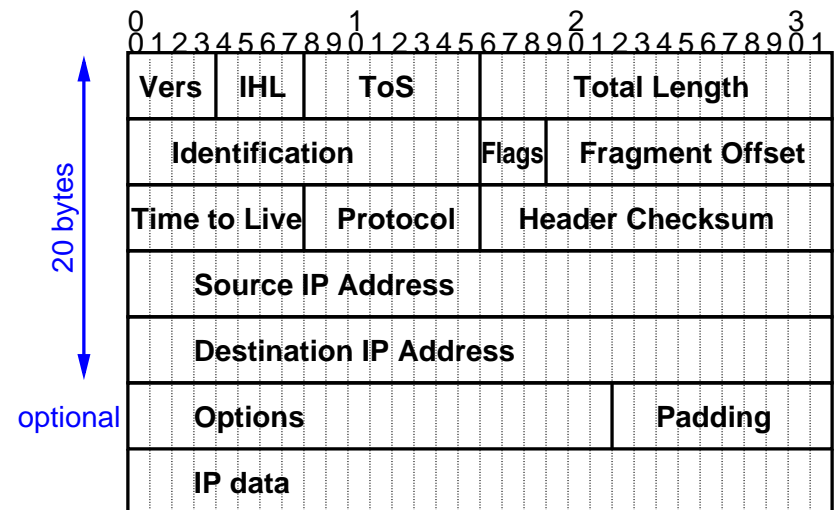 0 1 2 3
0 1 2 3 4 5 6 7 8 9 0 1 2 3 4 5 6 7 8 9 0 1 2 3 4 5 6 7 8 9 0 1
Vers IHL ToS Total Length
Identification Flags Fragment Offset
Time to Live Protocol Header Checksum
20 bytes
Source IP Address
Destination IP Address
optional Options Padding
IP data